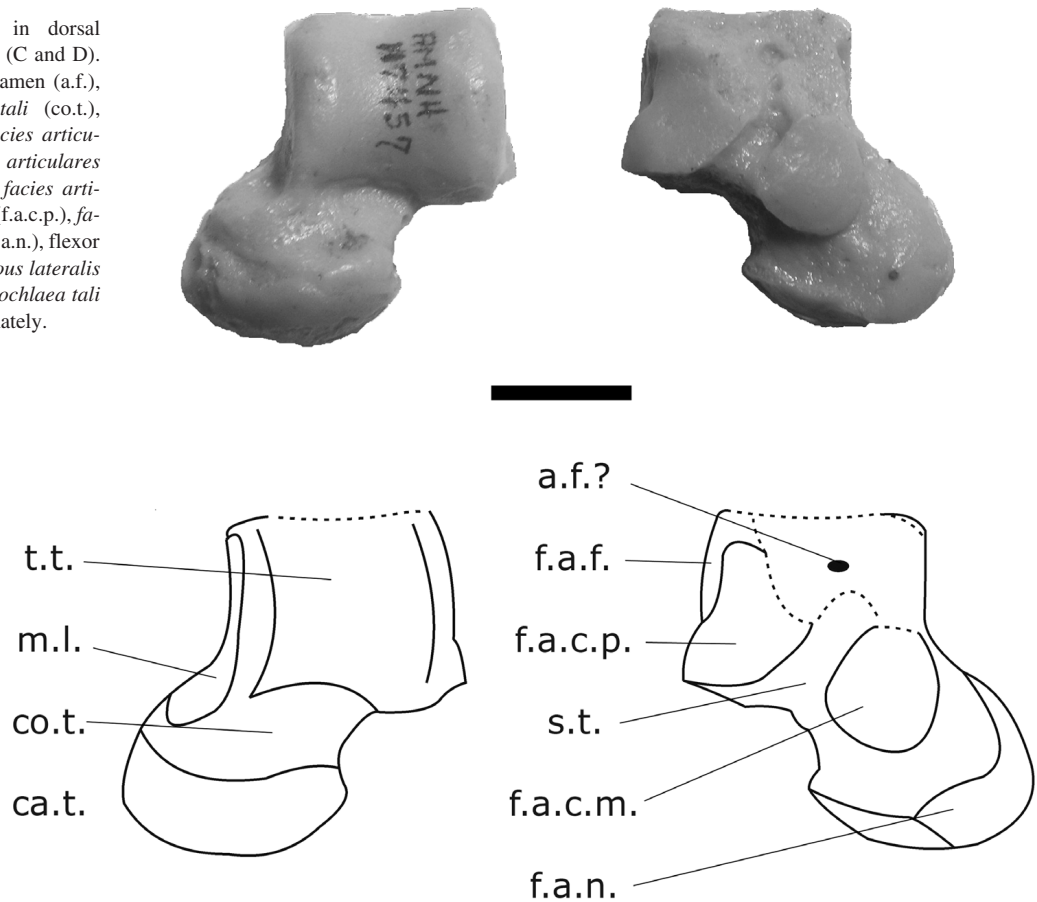 in dorsal
(C and D).
amen (a.f.),
tali (co.t.),
cies articu-
articulares
facies arti-
(f.a.c.p.), fa-
a.n.), flexor
ous lateralis
ochlaea tali
ately.
AMNH
N7457
t.t.
m.l.
co.t.
ca.t.
a.f.?
f.a.f.
f.a.c.p.
s.t.
f.a.c.m.
f.a.n.